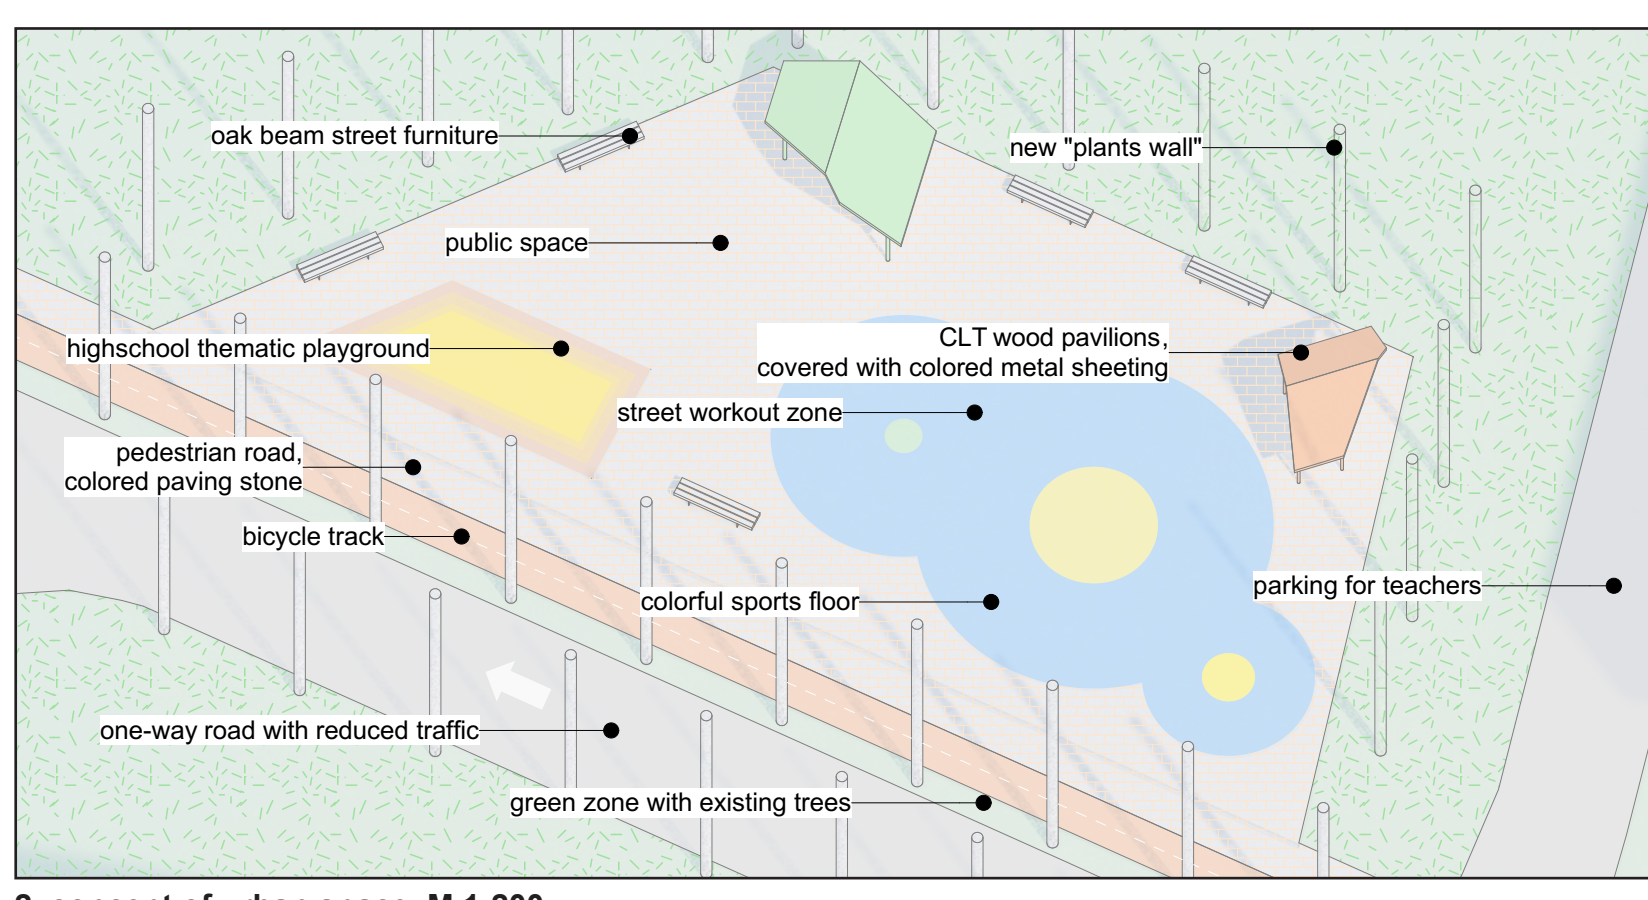 oak beam street furniture
new "plants wall"
public space
CLT wood pavilions,
covered with colored metal sheeting
highschool thematic playground
street workout zone
pedestrian road,
colored paving stone
bicycle track
parking for teachers
colorful sports floor
one-way road with reduced traffic
green zone with existing trees